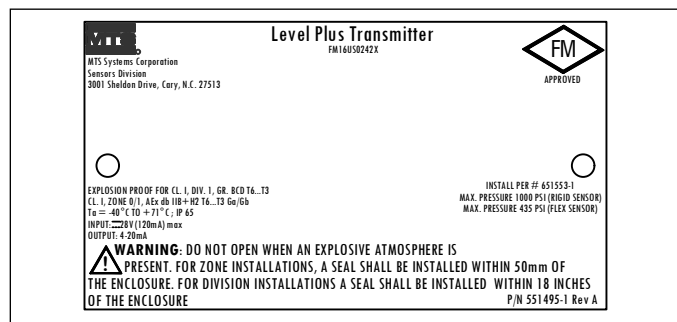 MTS
Level Plus Transmitter
FM16US0242X
FM
APPROVED
MTS Systems Corporation
Sensors Division
3001 Sheldon Drive, Cary, N.C. 27513
EXPLOSION PROOF FOR CL. I, DIV. 1, GR. BCD T6...T3
CL. I, ZONE 0/1, AEx db IIB+H2 T6...T3 Ga/Gb
Ta = -40°C TO +71°C ; IP 65
INPUT: 28V (120mA) max
OUTPUT: 4-20mA
INSTALL PER # 651553-1
MAX. PRESSURE 1000 PSI (RIGID SENSOR)
MAX. PRESSURE 435 PSI (FLEX SENSOR)
WARNING: DO NOT OPEN WHEN AN EXPLOSIVE ATMOSPHERE IS
PRESENT. FOR ZONE INSTALLATIONS, A SEAL SHALL BE INSTALLED WITHIN 50mm OF
THE ENCLOSURE. FOR DIVISION INSTALLATIONS A SEAL SHALL BE INSTALLED WITHIN 18 INCHES
OF THE ENCLOSURE
P/N 551495-1 Rev A